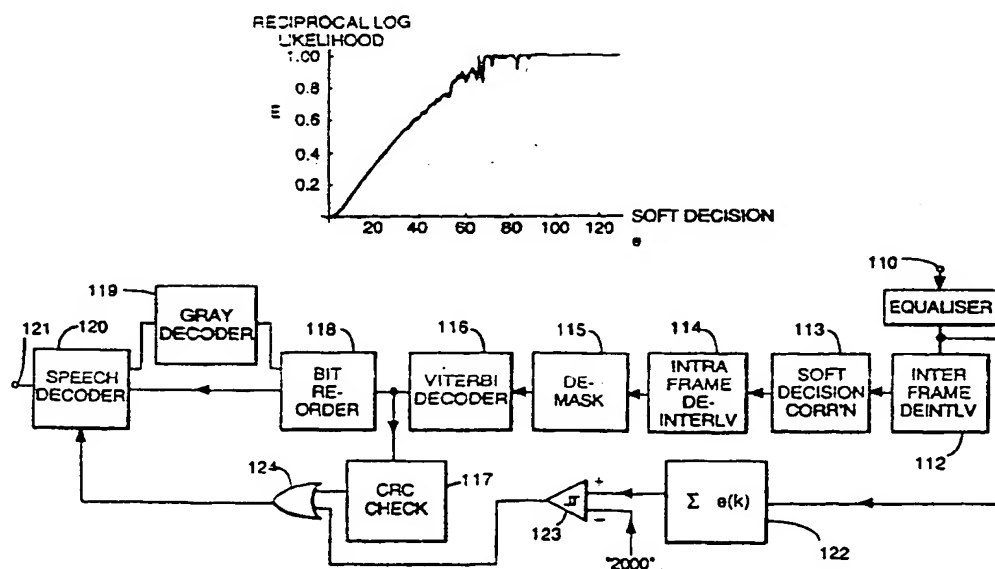 RECIPROCAL LOG
LIKELIHOOD
1.00
0.8
0.6
0.4
0.2
20 40 60 80 100 120
SOFT DECISION
e
110
EQUALISER
119
GRAY
DECODER
121
120
SPEECH
DECODER
118
BIT
RE-
ORDER
116
VITERBI
DECODER
115
DE-
MASK
114
INTRA
FRAME
DE-
INTERLV
113
SOFT
DECISION
CORR'N
INTER
FRAME
DEINTLV
112
124
CRC
CHECK
117
+
−
123
"2000"
Σ e(k)
122